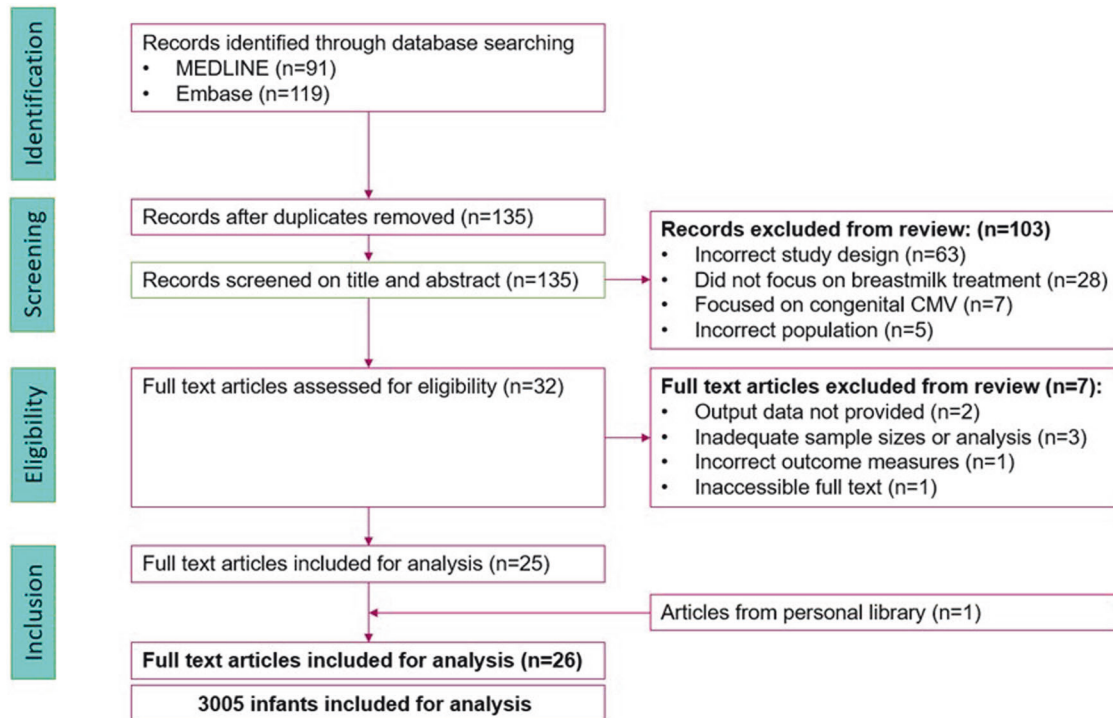 Identification
Records identified through database searching
• MEDLINE (n=91)
• Embase (n=119)
Screening
Records after duplicates removed (n=135)
Records screened on title and abstract (n=135)
Records excluded from review: (n=103)
• Incorrect study design (n=63)
• Did not focus on breastmilk treatment (n=28)
• Focused on congenital CMV (n=7)
• Incorrect population (n=5)
Eligibility
Full text articles assessed for eligibility (n=32)
Full text articles excluded from review (n=7):
• Output data not provided (n=2)
• Inadequate sample sizes or analysis (n=3)
• Incorrect outcome measures (n=1)
• Inaccessible full text (n=1)
Inclusion
Full text articles included for analysis (n=25)
Articles from personal library (n=1)
Full text articles included for analysis (n=26)
3005 infants included for analysis